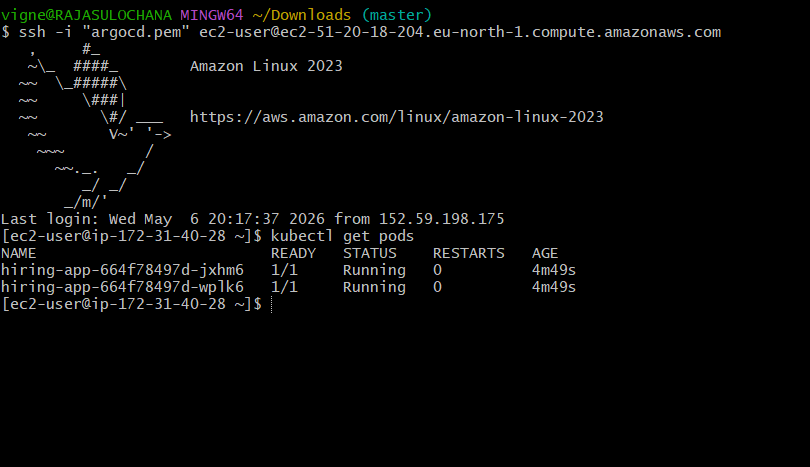 vigne@RAJASULOCHANA MINGW64 ~/Downloads (master)
$ ssh -i "argocd.pem" ec2-user@ec2-51-20-18-204.eu-north-1.compute.amazonaws.com
   ,     #_
   ~\_  ####_        Amazon Linux 2023
  ~~  \_#####\
  ~~     \###|
  ~~       \#/ ___   https://aws.amazon.com/linux/amazon-linux-2023
   ~~       V~' '->
    ~~~         /
      ~~._.   _/
         _/ _/
       _/m/'
Last login: Wed May  6 20:17:37 2026 from 152.59.198.175
[ec2-user@ip-172-31-40-28 ~]$ kubectl get pods
NAME                          READY   STATUS    RESTARTS   AGE
hiring-app-664f78497d-jxhm6   1/1     Running   0          4m49s
hiring-app-664f78497d-wplk6   1/1     Running   0          4m49s
[ec2-user@ip-172-31-40-28 ~]$